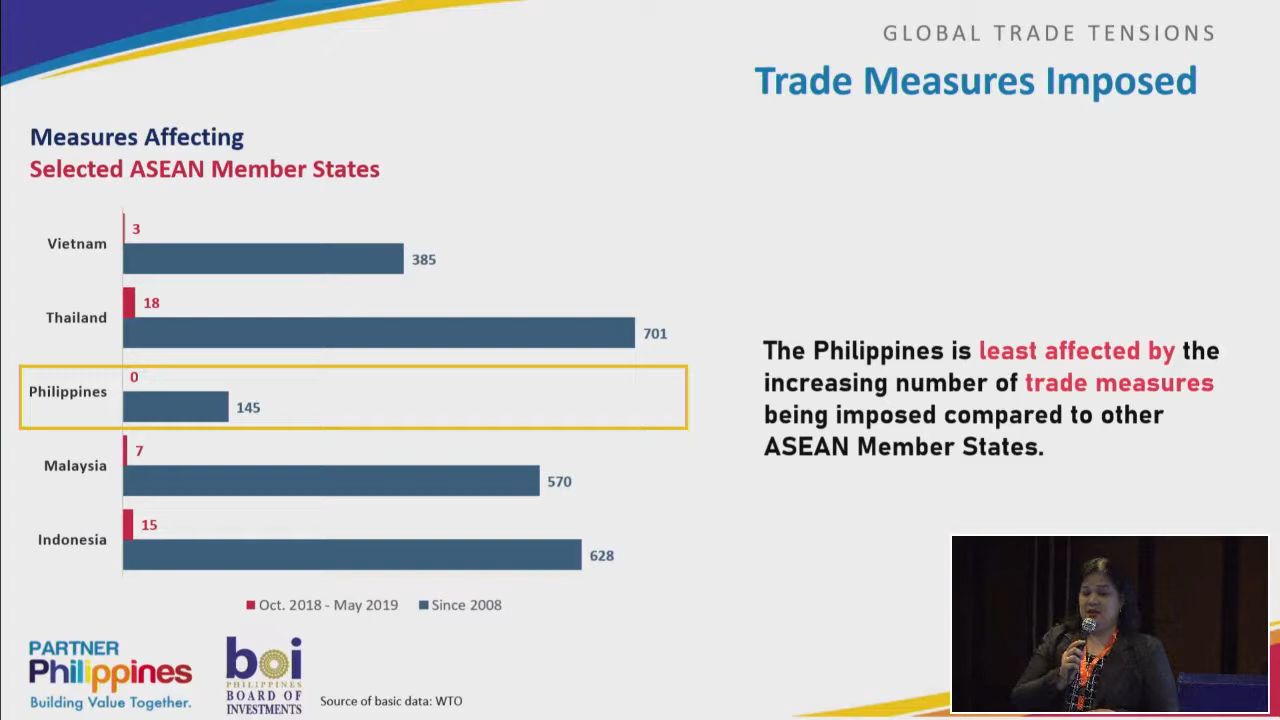 GLOBAL TRADE TENSIONS
Trade Measures Imposed
Measures Affecting
Selected ASEAN Member States
Vietnam
3
385
Thailand
18
701
Philippines
0
145
Malaysia
7
570
Indonesia
15
628
Oct. 2018 - May 2019
Since 2008
The Philippines is least affected by the
increasing number of trade measures
being imposed compared to other
ASEAN Member States.
PARTNER
Philippines
Building Value Together.
boi
PHILIPPINES
BOARD OF
INVESTMENTS
Source of basic data: WTO